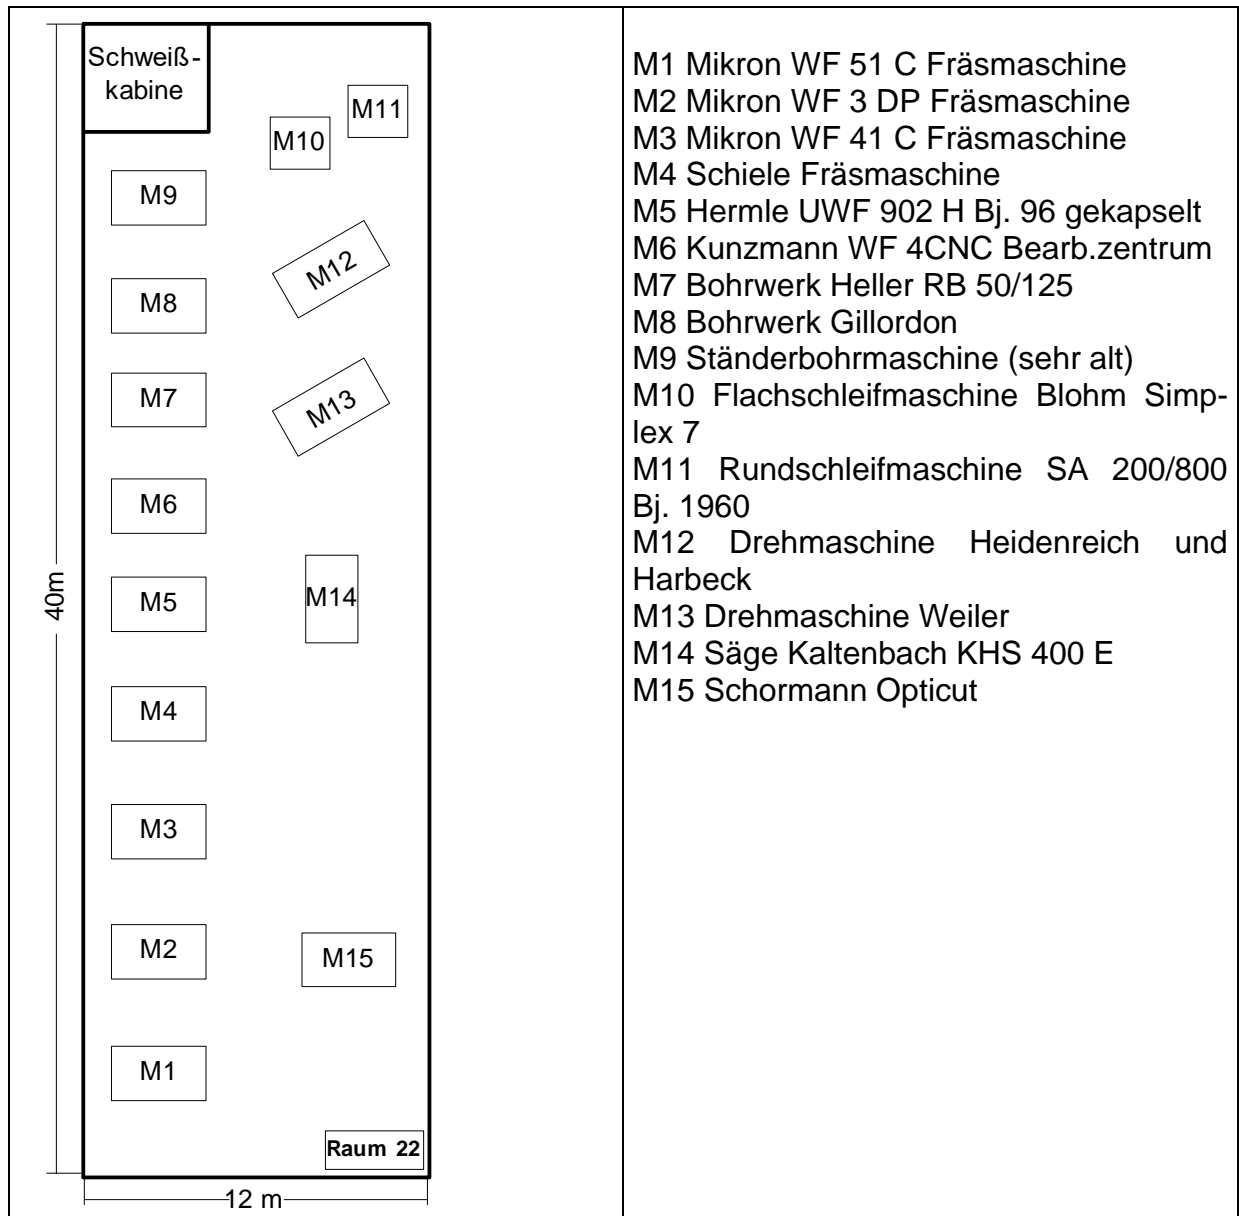 Schweiß-
kabine
M11
M10
M9
M12
M8
M7
M13
M6
M5
M14
40m
M4
M3
M2
M15
M1
Raum 22
12 m
M1 Mikron WF 51 C Fräsmaschine
M2 Mikron WF 3 DP Fräsmaschine
M3 Mikron WF 41 C Fräsmaschine
M4 Schiele Fräsmaschine
M5 Hermle UWF 902 H Bj. 96 gekapselt
M6 Kunzmann WF 4CNC Bearb.zentrum
M7 Bohrwerk Heller RB 50/125
M8 Bohrwerk Gillordon
M9 Ständerbohrmaschine (sehr alt)
M10 Flachschleifmaschine Blohm Simp-
lex 7
M11 Rundschleifmaschine SA 200/800
Bj. 1960
M12 Drehmaschine Heidenreich und
Harbeck
M13 Drehmaschine Weiler
M14 Säge Kaltenbach KHS 400 E
M15 Schormann Opticut